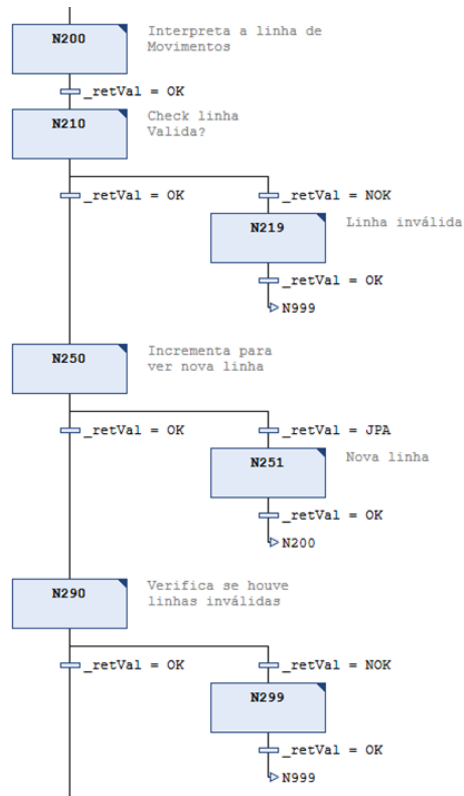 N200
Interpreta a linha de
Movimentos
_retVal = OK
N210
Check linha
Valida?
_retVal = OK
_retVal = NOK
N219
Linha inválida
_retVal = OK
N999
N250
Incrementa para
ver nova linha
_retVal = OK
_retVal = JPA
N251
Nova linha
_retVal = OK
N200
N290
Verifica se houve
linhas inválidas
_retVal = OK
_retVal = NOK
N299
_retVal = OK
N999